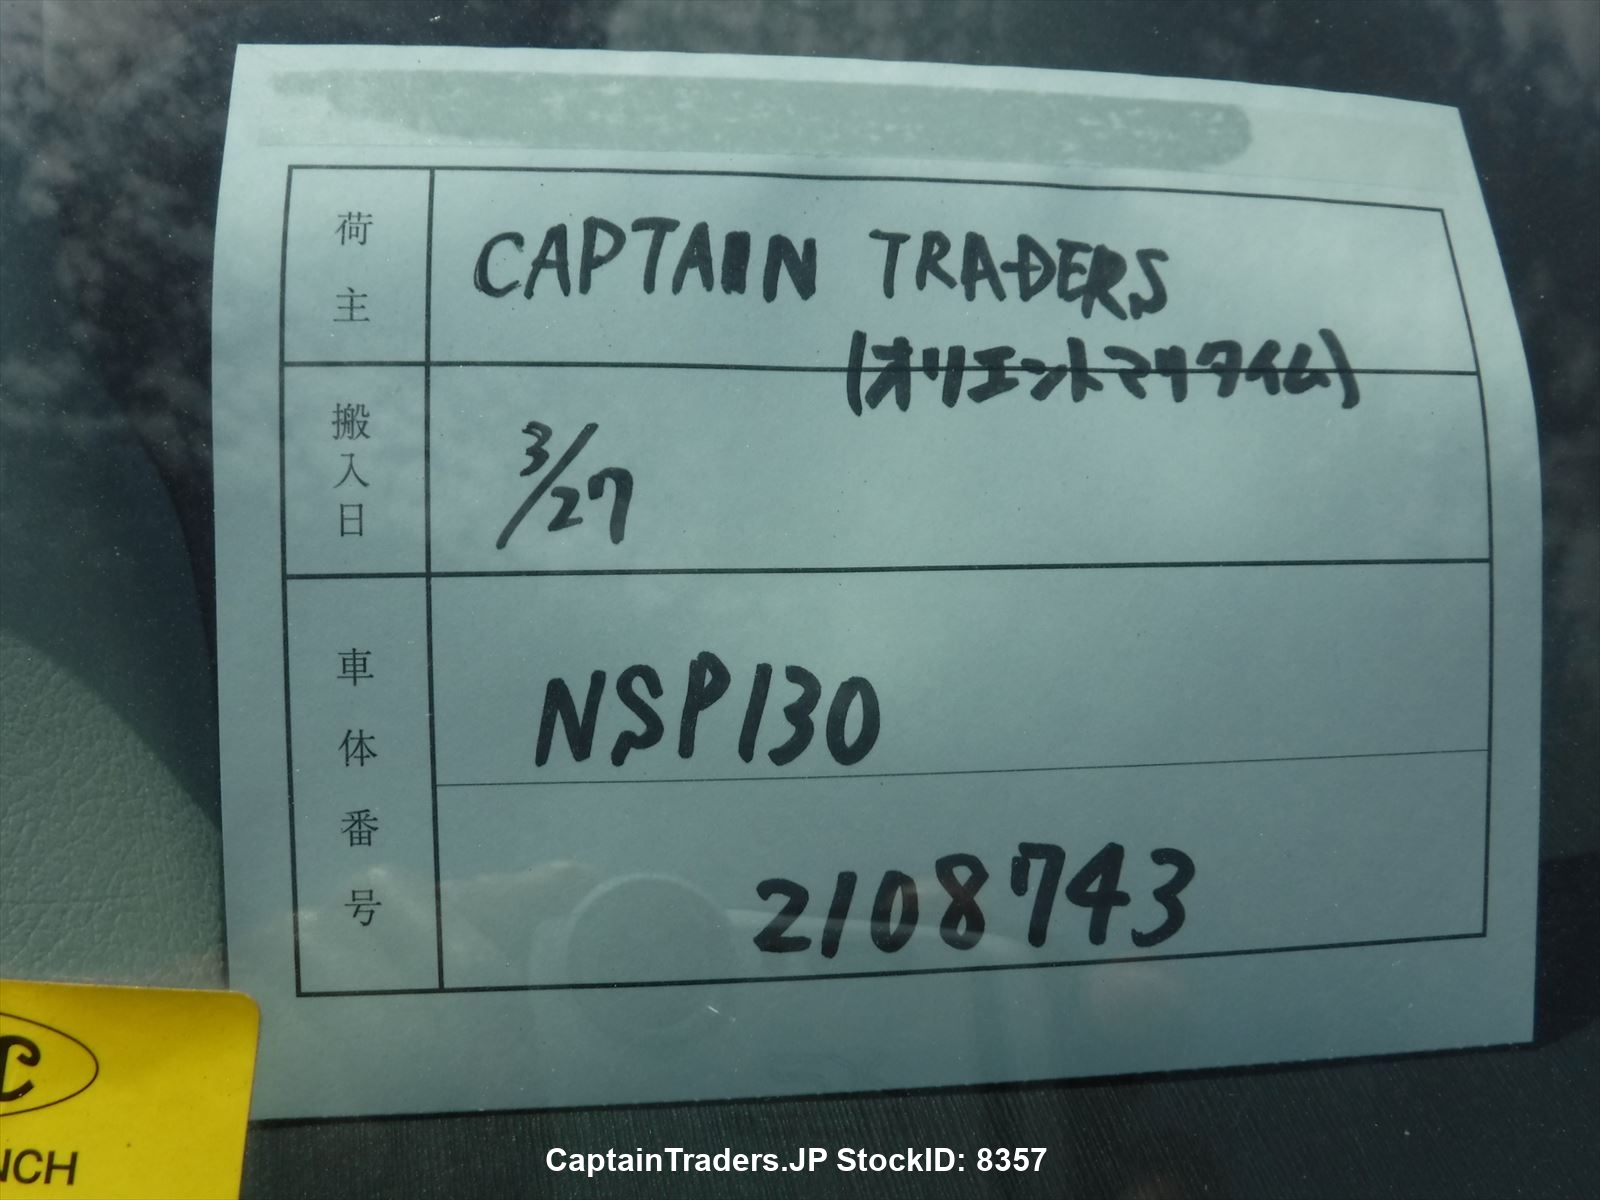 荷主
CAPTAIN TRADERS
(オリエントマリタイム)
搬入日
3/27
車体番号
NSP130
2108743
C
NCH
CaptainTraders.JP StockID: 8357